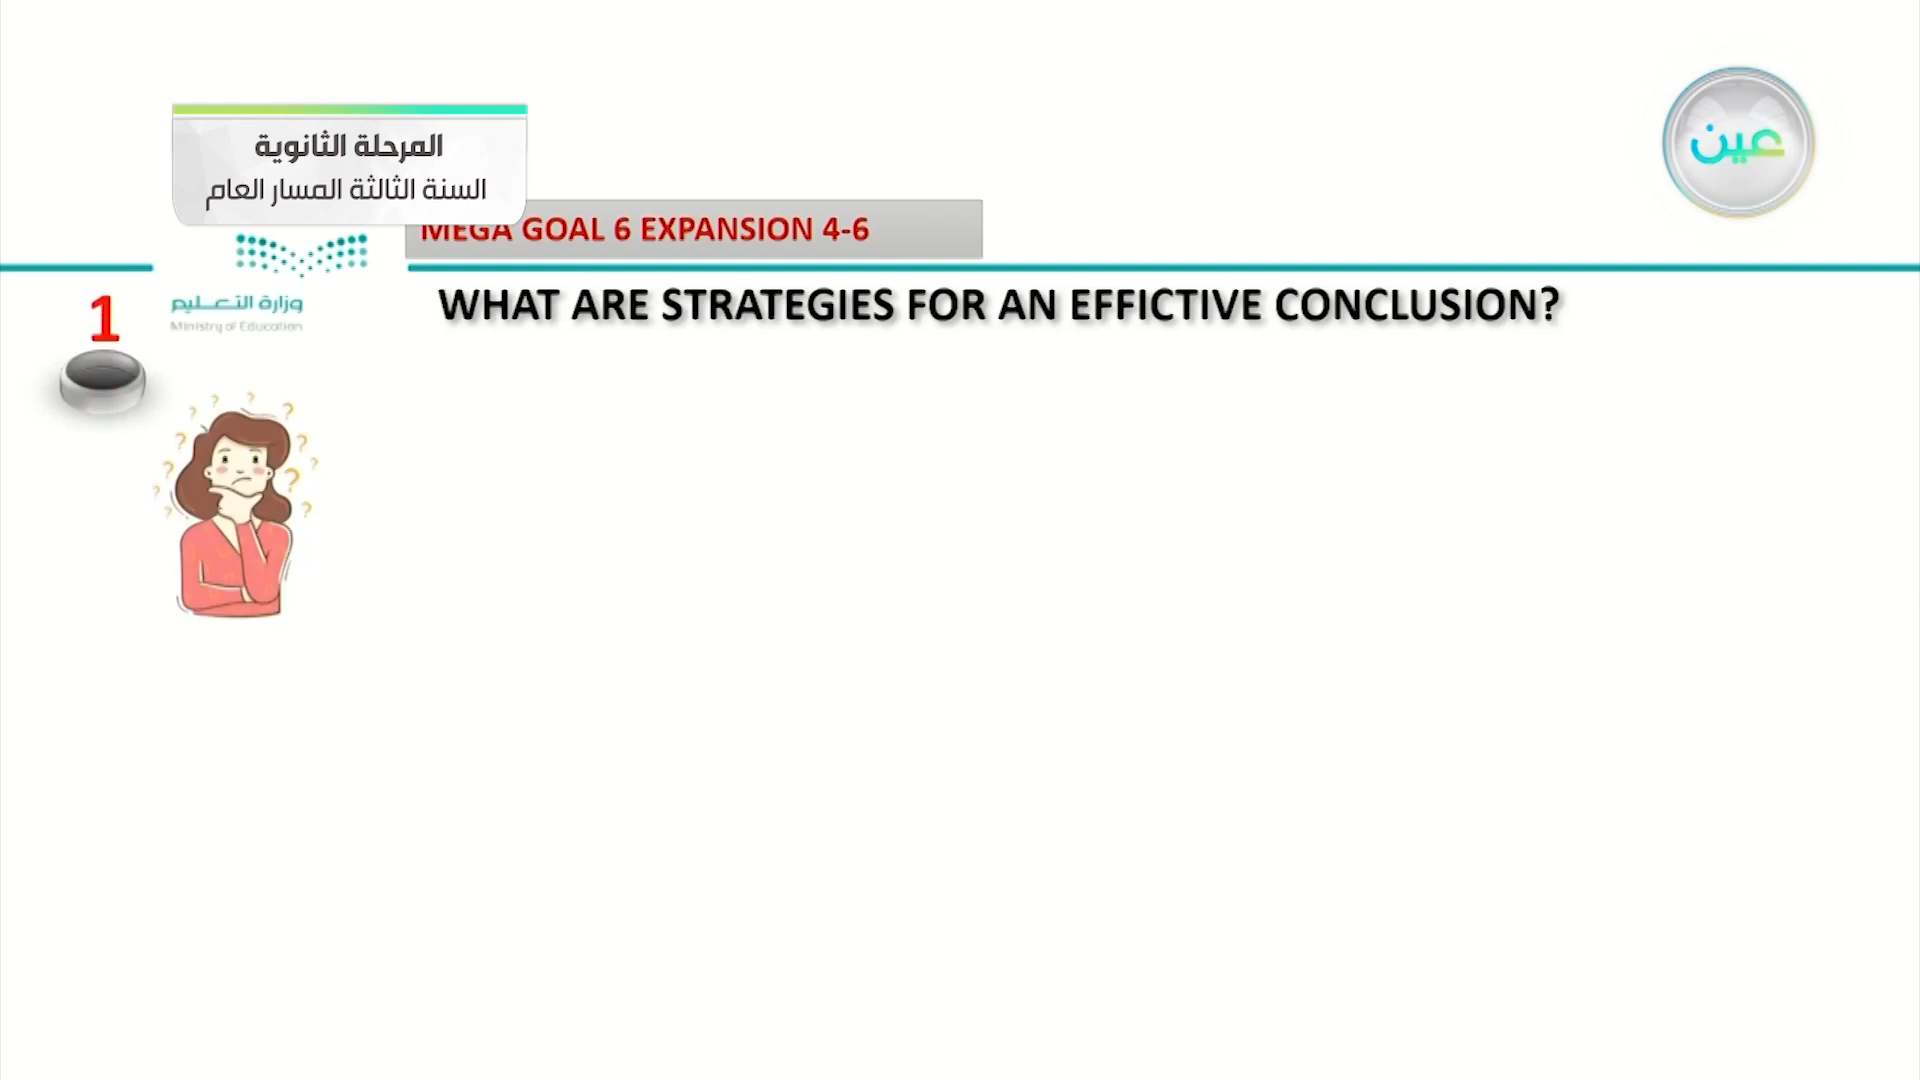 المرحلة الثانوية
السنة الثالثة المسار العام
عين
MEGA GOAL 6 EXPANSION 4-6
1
وزارة التعليم
Ministry of Education
WHAT ARE STRATEGIES FOR AN EFFICTIVE CONCLUSION?